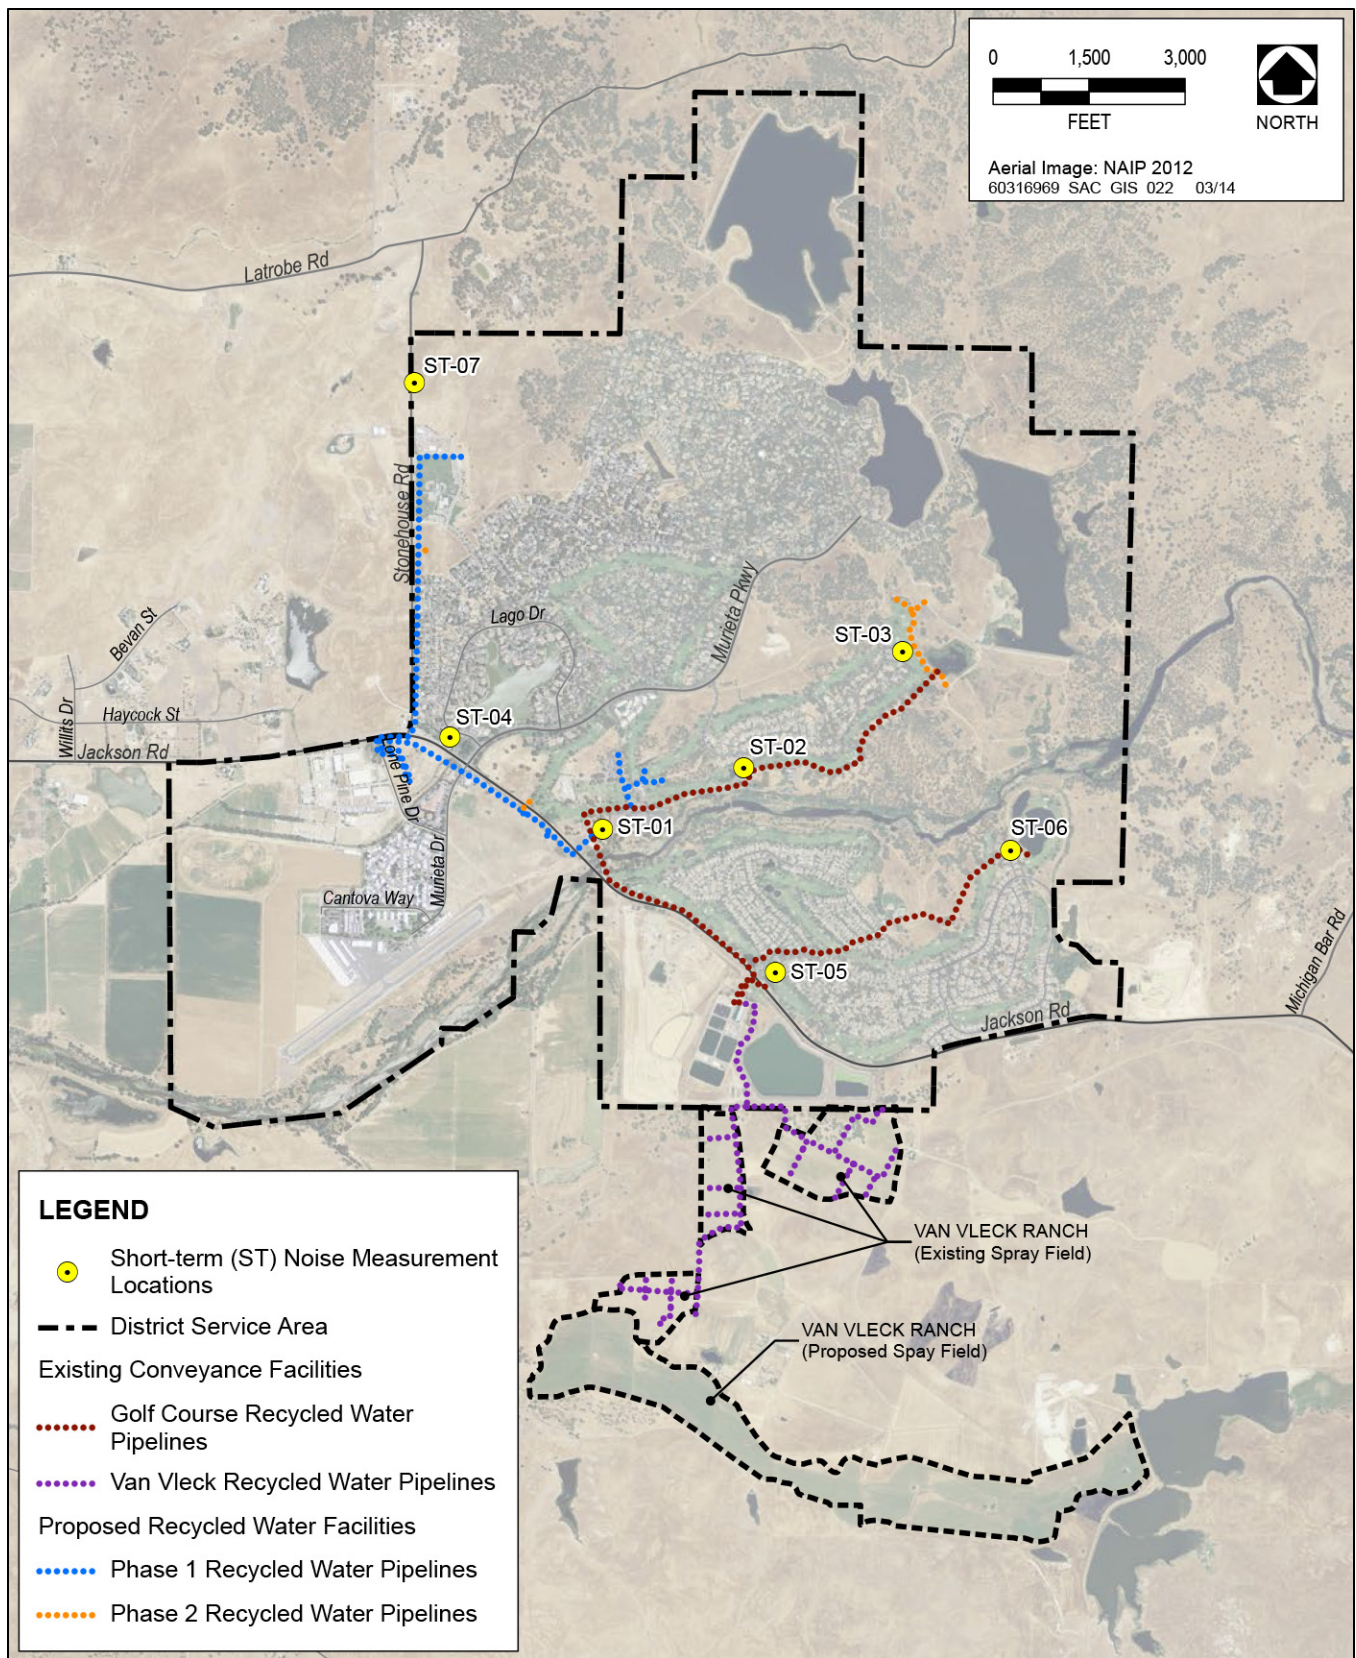 0 1,500 3,000
FEET
NORTH
Aerial Image: NAIP 2012
60316969 SAC GIS 022 03/14
Latrobe Rd
ST-07
Stonehouse Rd
Murieta Pkwy
Lago Dr
Bevan St
ST-03
Willits Dr
Haycock St
ST-04
Jackson Rd
Lone Pine Dr
ST-02
ST-01
ST-06
Murieta Dr
Cantova Way
Michigan Bar Rd
ST-05
Jackson Rd
VAN VLECK RANCH
(Existing Spray Field)
VAN VLECK RANCH
(Proposed Spay Field)
LEGEND
Short-term (ST) Noise Measurement
Locations
District Service Area
Existing Conveyance Facilities
Golf Course Recycled Water
Pipelines
Van Vleck Recycled Water Pipelines
Proposed Recycled Water Facilities
Phase 1 Recycled Water Pipelines
Phase 2 Recycled Water Pipelines